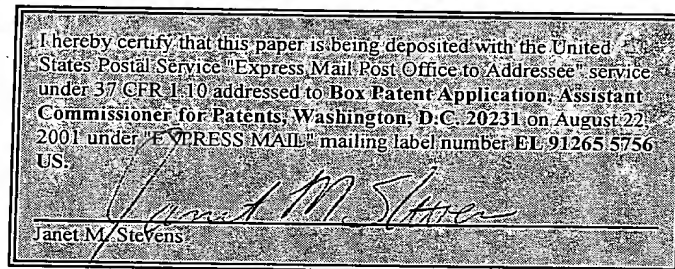 I hereby certify that this paper is being deposited with the United
States Postal Service "Express Mail Post Office to Addressee" service
under 37 CFR 1.10 addressed to Box Patent Application, Assistant
Commissioner for Patents, Washington, D.C. 20231 on August 22,
2001 under "EXPRESS MAIL" mailing label number EL 91265 5756
US.
Janet M. Stevens
Janet M. Stevens